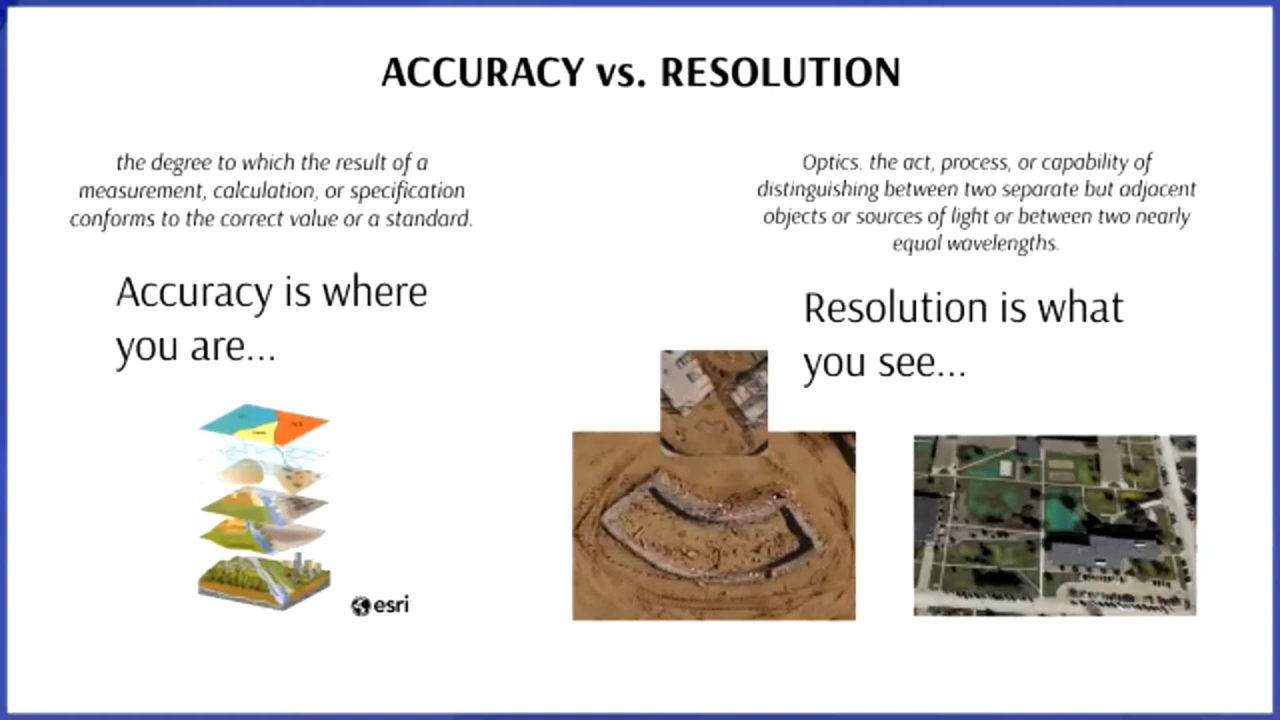 ACCURACY vs. RESOLUTION
the degree to which the result of a
measurement, calculation, or specification
conforms to the correct value or a standard.
Accuracy is where
you are...
esri
Optics. the act, process, or capability of
distinguishing between two separate but adjacent
objects or sources of light or between two nearly
equal wavelengths.
Resolution is what
you see...